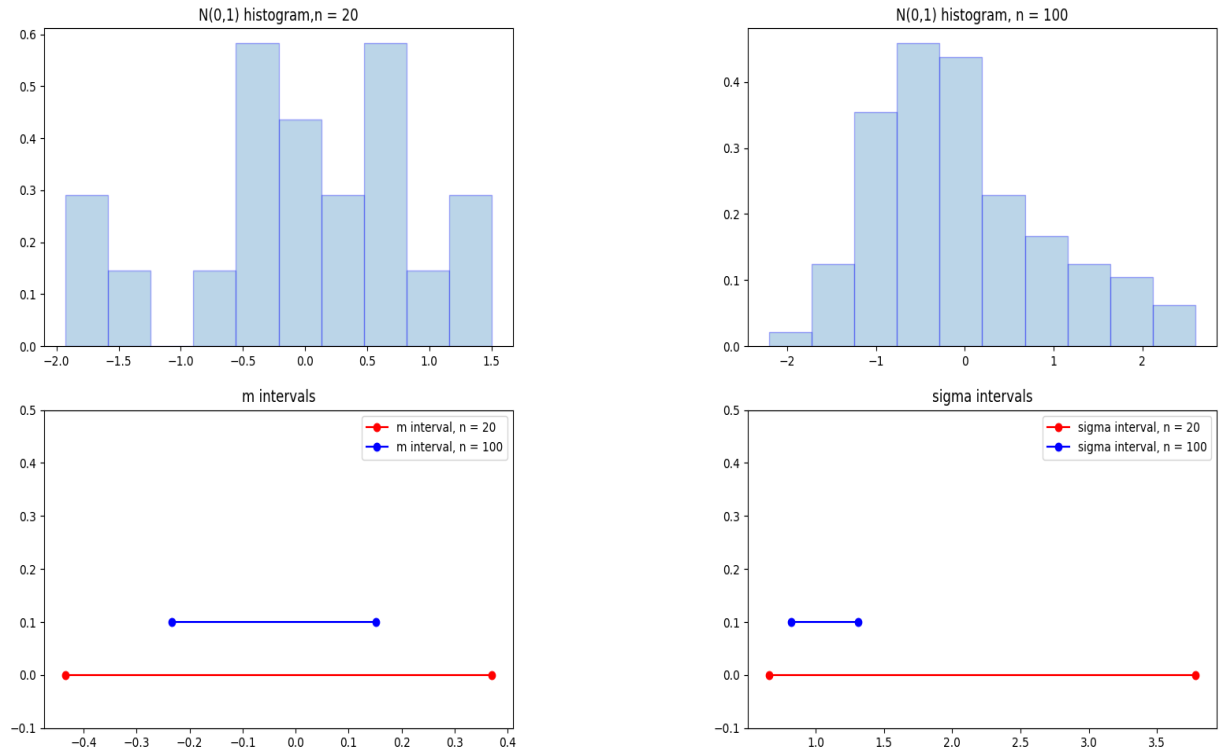 N(0,1) histogram,n = 20
0.6
0.5
0.4
0.3
0.2
0.1
0.0
−2.0 −1.5 −1.0 −0.5 0.0 0.5 1.0 1.5
N(0,1) histogram, n = 100
0.4
0.3
0.2
0.1
0.0
−2 −1 0 1 2
m intervals
0.5
0.4
0.3
0.2
0.1
0.0
−0.1
m interval, n = 20
m interval, n = 100
−0.4 −0.3 −0.2 −0.1 0.0 0.1 0.2 0.3 0.4
sigma intervals
0.5
0.4
0.3
0.2
0.1
0.0
−0.1
sigma interval, n = 20
sigma interval, n = 100
1.0 1.5 2.0 2.5 3.0 3.5